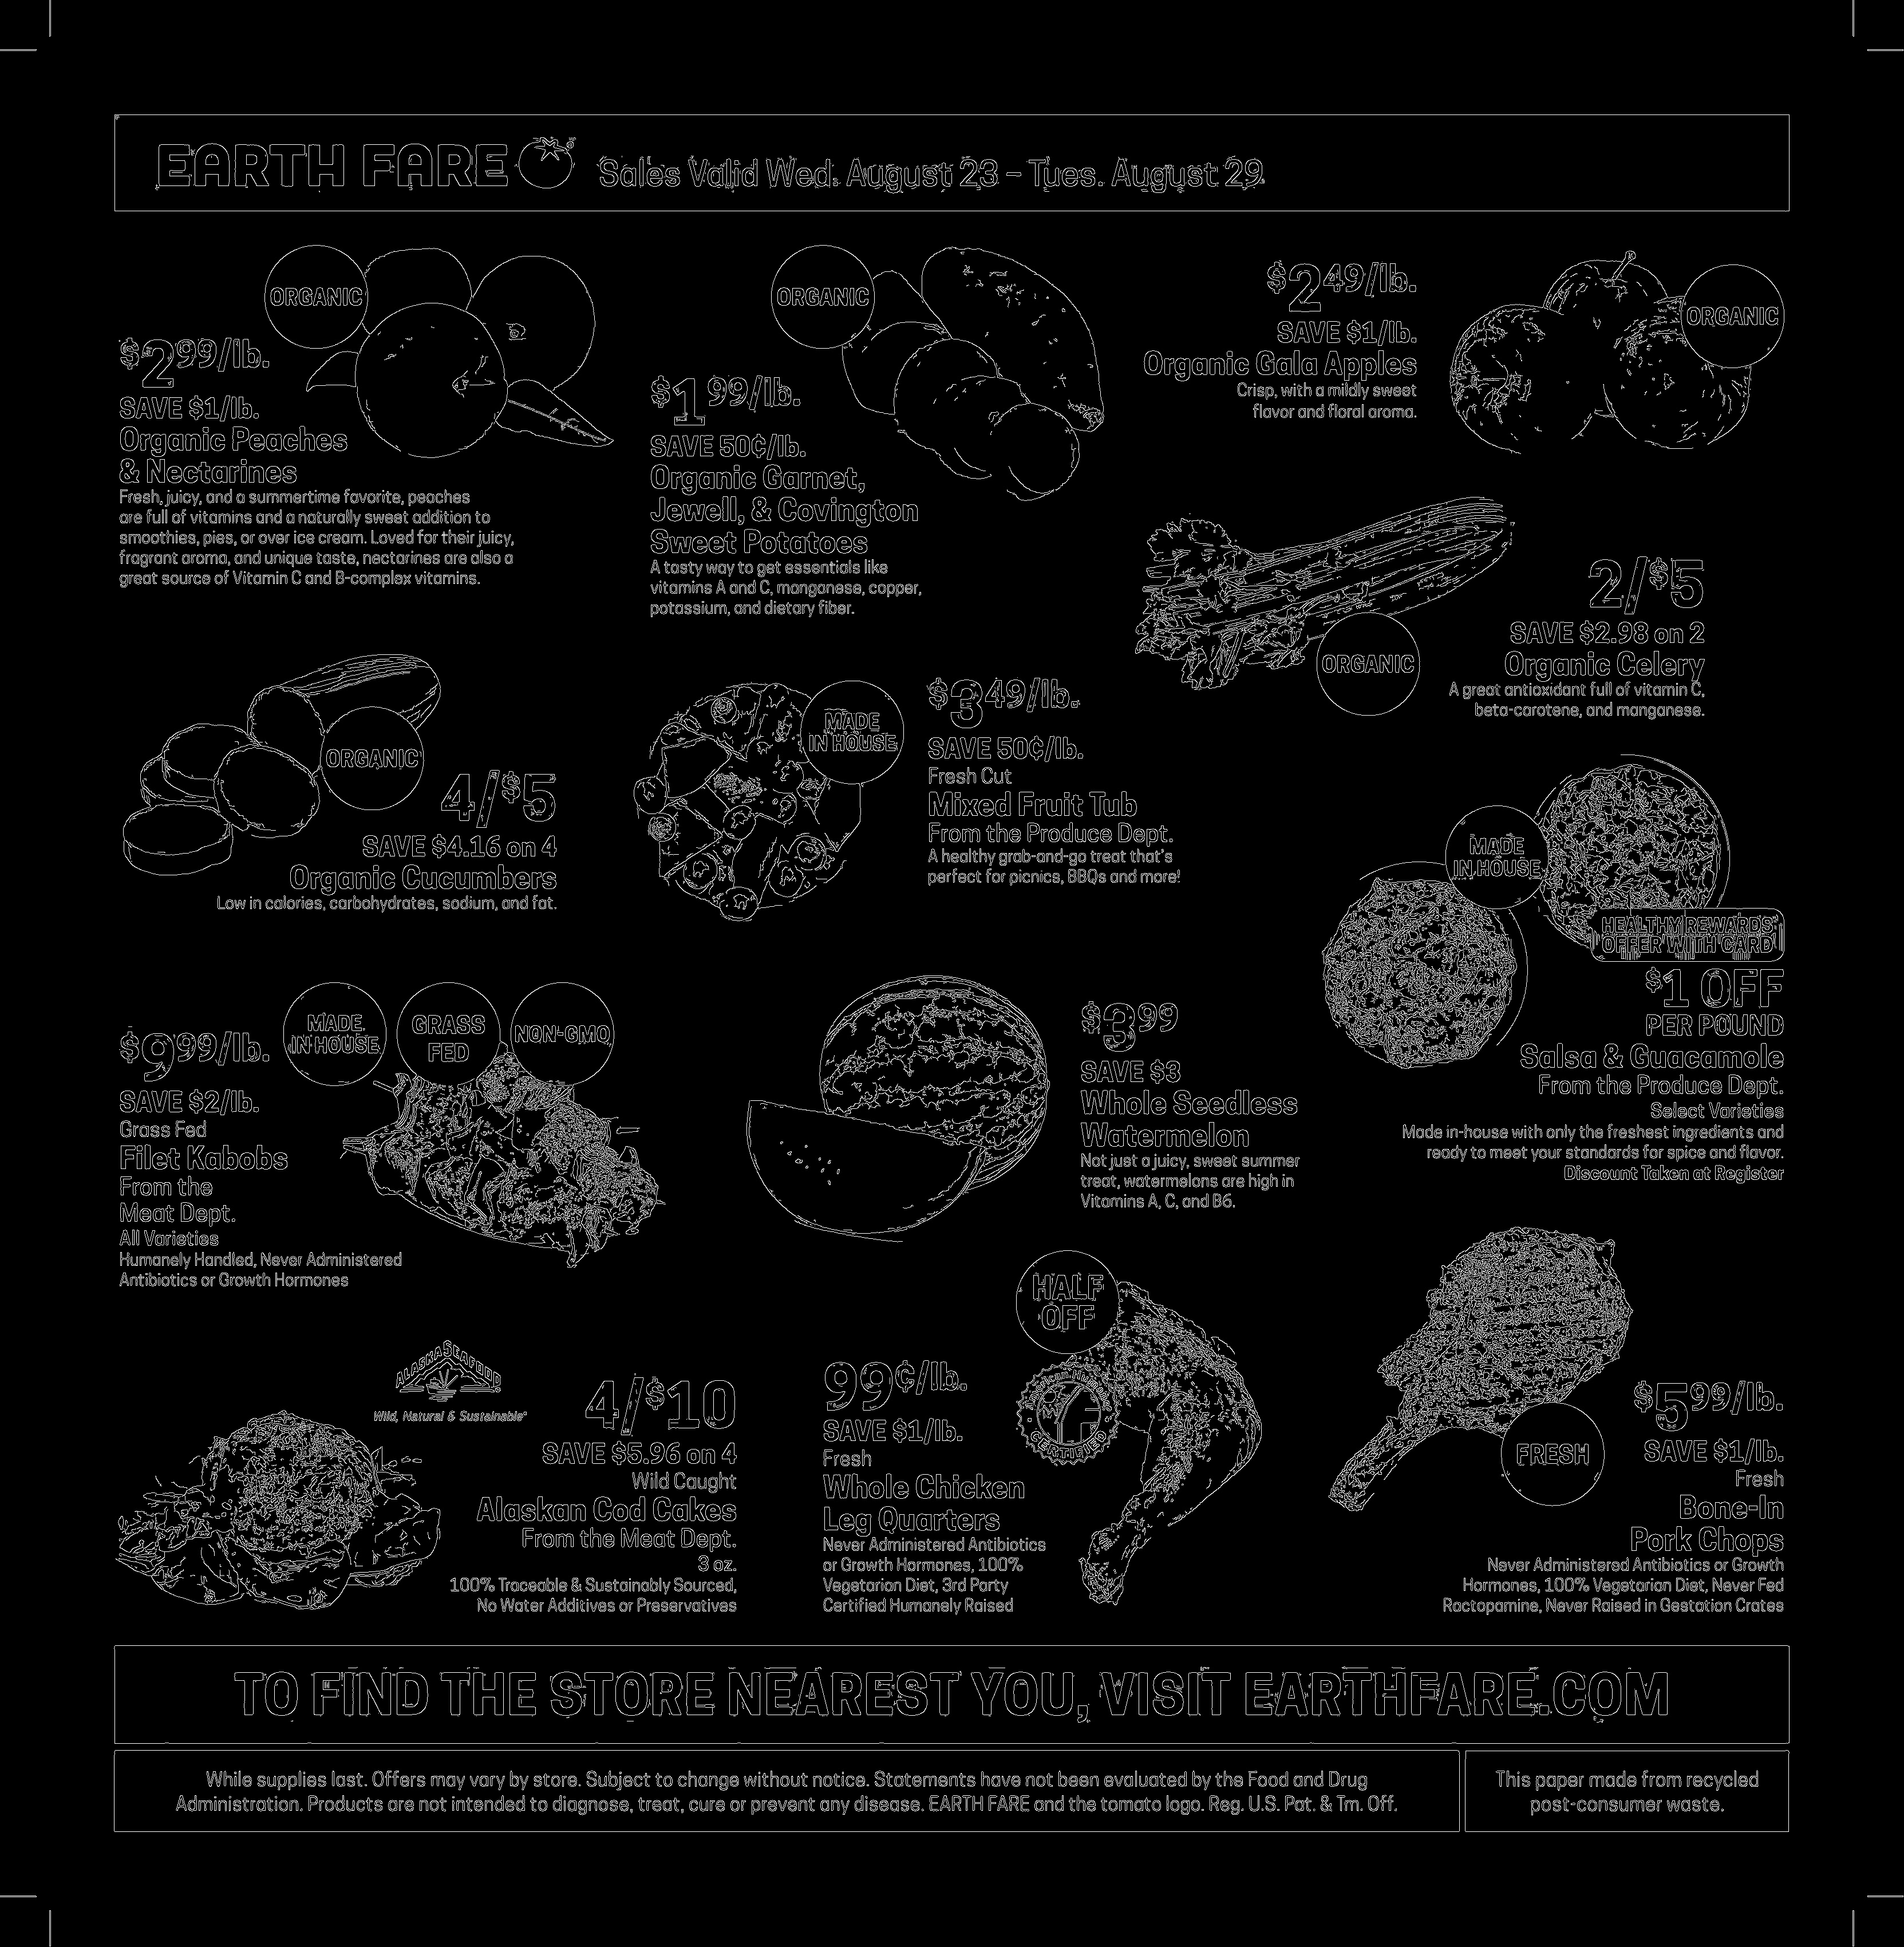 EARTH FARE Sales Valid Wed. August 23 – Tues. August 29
ORGANIC
$2 99/lb.
SAVE $1/lb.
Organic Peaches
& Nectarines
Fresh, juicy, and a summertime favorite, peaches
are full of vitamins and a naturally sweet addition to
smoothies, pies, or over ice cream. Loved for their juicy,
fragrant aroma, and unique taste, nectarines are also a
great source of Vitamin C and B-complex vitamins.
ORGANIC
$1 99/lb.
SAVE 50¢/lb.
Organic Garnet,
Jewell, & Covington
Sweet Potatoes
A tasty way to get essentials like
vitamins A and C, manganese, copper,
potassium, and dietary fiber.
$2 49/lb.
SAVE $1/lb.
Organic Gala Apples
Crisp, with a mildly sweet
flavor and floral aroma.
ORGANIC
ORGANIC
2/$5
SAVE $2.98 on 2
Organic Celery
A great antioxidant full of vitamin C,
beta-carotene, and manganese.
ORGANIC
4/$5
SAVE $4.16 on 4
Organic Cucumbers
Low in calories, carbohydrates, sodium, and fat.
MADE
IN HOUSE
$3 49/lb.
SAVE 50¢/lb.
Fresh Cut
Mixed Fruit Tub
From the Produce Dept.
A healthy grab-and-go treat that's
perfect for picnics, BBQs and more!
MADE
IN HOUSE
HEALTHY REWARDS
OFFER WITH CARD
$1 OFF
PER POUND
Salsa & Guacamole
From the Produce Dept.
Select Varieties
Made in-house with only the freshest ingredients and
ready to meet your standards for spice and flavor.
Discount Taken at Register
MADE
IN HOUSE
GRASS
FED
NON-GMO
$9 99/lb.
SAVE $2/lb.
Grass Fed
Filet Kabobs
From the
Meat Dept.
All Varieties
Humanely Handled, Never Administered
Antibiotics or Growth Hormones
$3 99
SAVE $3
Whole Seedless
Watermelon
Not just a juicy, sweet summer
treat, watermelons are high in
Vitamins A, C, and B6.
ALASKA SEAFOOD
Wild, Natural & Sustainable®
4/$10
SAVE $5.96 on 4
Wild Caught
Alaskan Cod Cakes
From the Meat Dept.
3 oz.
100% Traceable & Sustainably Sourced,
No Water Additives or Preservatives
HALF
OFF
CERTIFIED
99¢/lb.
SAVE $1/lb.
Fresh
Whole Chicken
Leg Quarters
Never Administered Antibiotics
or Growth Hormones, 100%
Vegetarian Diet, 3rd Party
Certified Humanely Raised
FRESH
$5 99/lb.
SAVE $1/lb.
Fresh
Bone-In
Pork Chops
Never Administered Antibiotics or Growth
Hormones, 100% Vegetarian Diet, Never Fed
Ractopamine, Never Raised in Gestation Crates
TO FIND THE STORE NEAREST YOU, VISIT EARTHFARE.COM
While supplies last. Offers may vary by store. Subject to change without notice. Statements have not been evaluated by the Food and Drug
Administration. Products are not intended to diagnose, treat, cure or prevent any disease. EARTH FARE and the tomato logo. Reg. U.S. Pat. & Tm. Off.
This paper made from recycled
post-consumer waste.